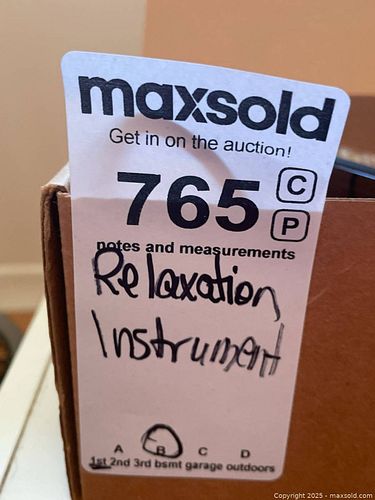 maxsold
Get in on the auction!
765
C
P
notes and measurements
Relaxation
Instrument
A B C D
1st 2nd 3rd bsmt garage outdoors
Copyright 2025 - maxsold.com